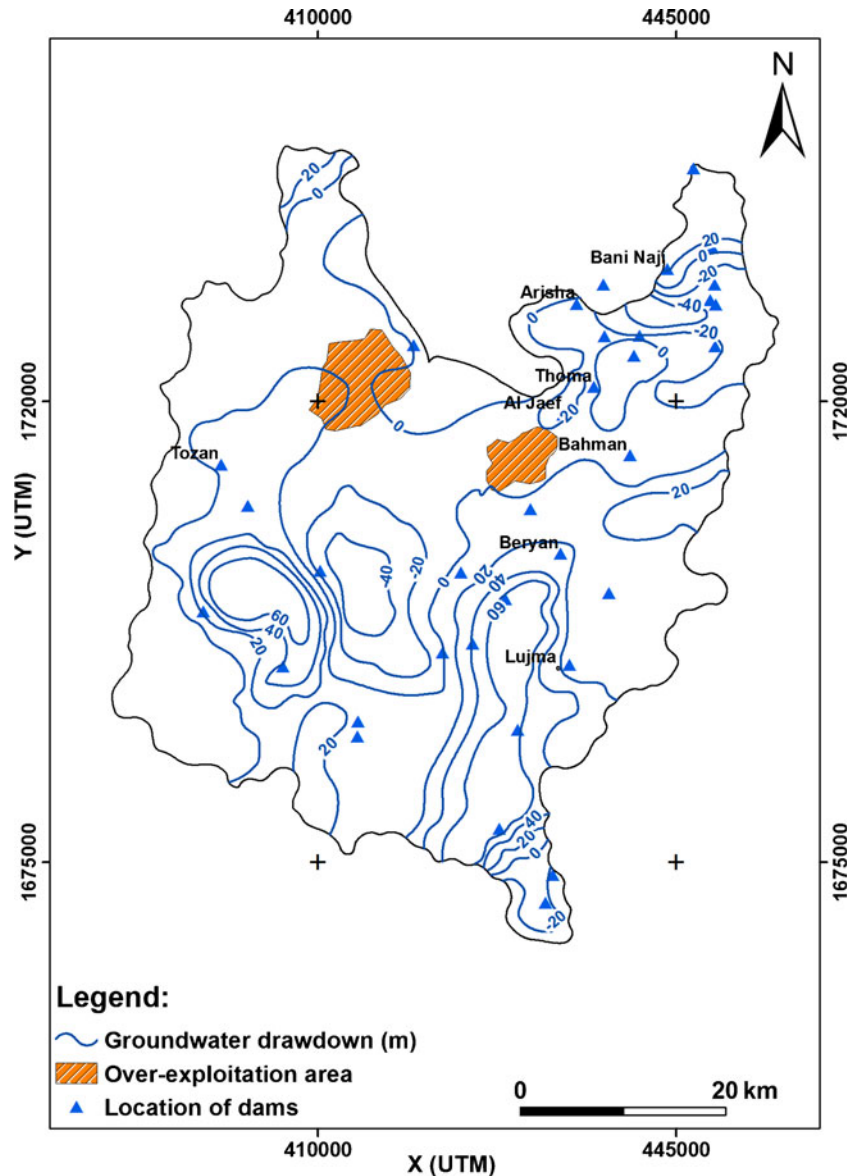 410000
445000
N
20
0
Bani Naji
20
0
-20
-40
Arisha
0
-20
0
Thoma
1720000
1720000
Al Jaef
-20
0
Bahman
Tozan
20
Y (UTM)
Beryan
-40
-20
0
20
40
60
60
40
20
Lujma
20
40
20
0
1675000
1675000
-20
Legend:
Groundwater drawdown (m)
Over-exploitation area
Location of dams
0 20 km
410000
445000
X (UTM)